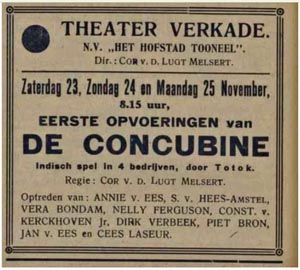 THEATER VERKADE.
N.V. „HET HOFSTAD TOONEEL".
Dir.: COR V. D. LUGT MELSERT.
Zaterdag 23, Zondag 24 en Maandag 25 November,
8.15 uur,
EERSTE OPVOERINGEN van
DE CONCUBINE
Indisch spel in 4 bedrijven, door Totok.
Regie: COR V. D. LUGT MELSERT.
Optreden van: ANNIE v. EES, S. v. HEES-AMSTEL,
VERA BONDAM, NELLY FERGUSON, CONST. v.
KERCKHOVEN Jr. DIRK VERBEEK, PIET BRON,
JAN v. EES en CEES LASEUR.